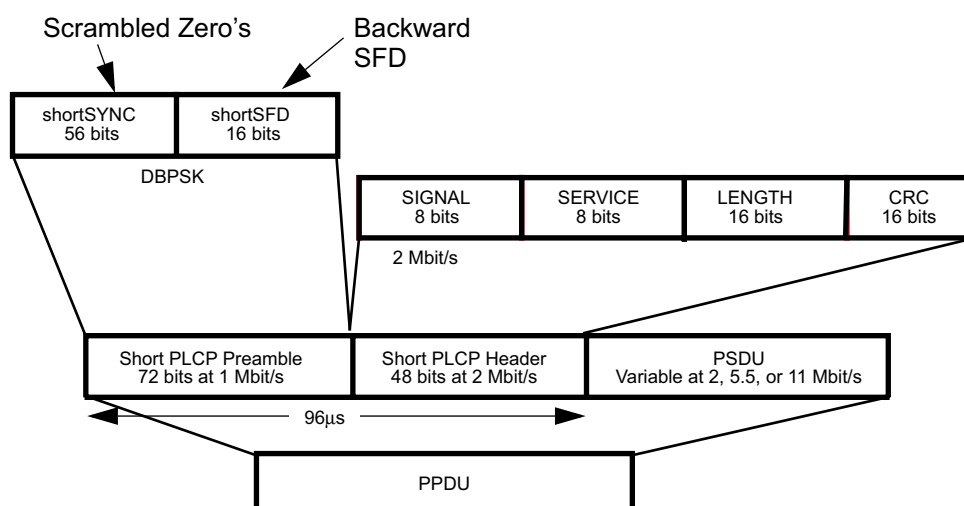 Scrambled Zero's
Backward
SFD
shortSYNC
56 bits
shortSFD
16 bits
DBPSK
SIGNAL
8 bits
SERVICE
8 bits
LENGTH
16 bits
CRC
16 bits
2 Mbit/s
Short PLCP Preamble
72 bits at 1 Mbit/s
Short PLCP Header
48 bits at 2 Mbit/s
PSDU
Variable at 2, 5.5, or 11 Mbit/s
96μs
PPDU